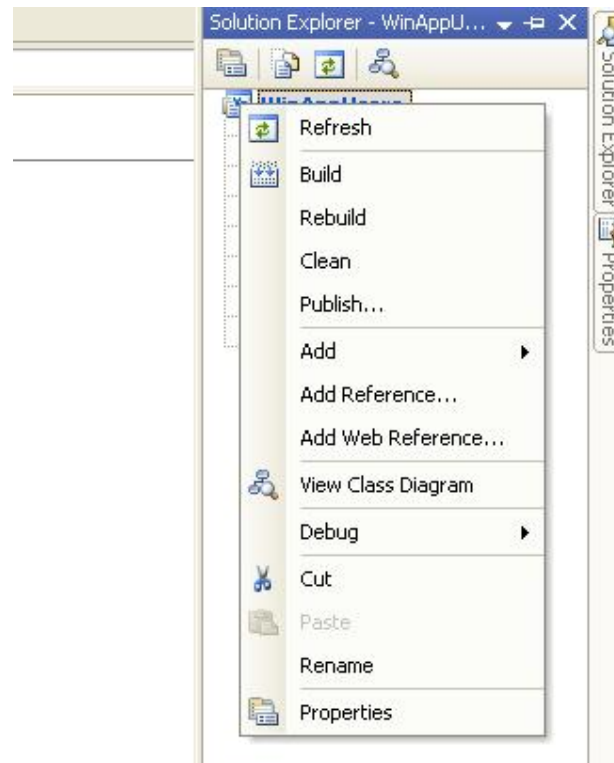 Solution Explorer - WinAppU...
WinAppUsers
Refresh
Build
Rebuild
Clean
Publish...
Add
Add Reference...
Add Web Reference...
View Class Diagram
Debug
Cut
Paste
Rename
Properties
Solution Explorer
Properties